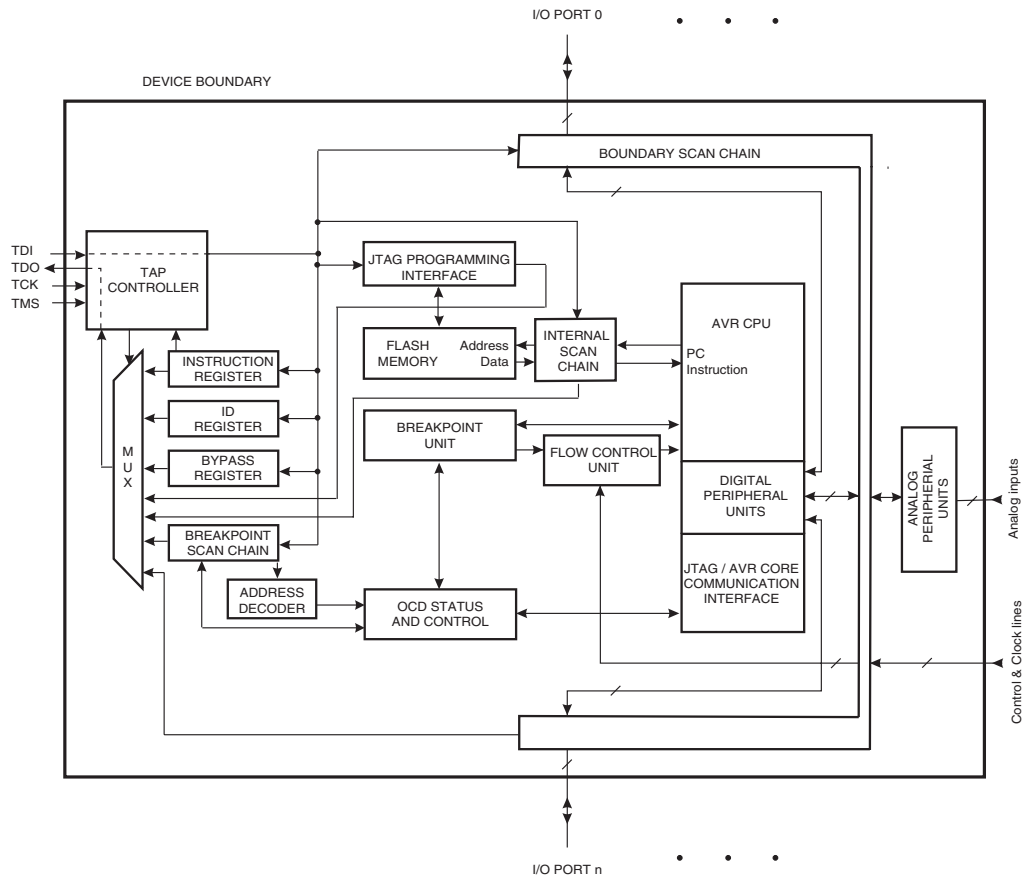 I/O PORT 0
DEVICE BOUNDARY
BOUNDARY SCAN CHAIN
TDI
TDO
TCK
TMS
TAP
CONTROLLER
JTAG PROGRAMMING
INTERFACE
AVR CPU
FLASH
MEMORY
Address
Data
INTERNAL
SCAN
CHAIN
PC
Instruction
INSTRUCTION
REGISTER
ID
REGISTER
M
U
X
BYPASS
REGISTER
BREAKPOINT
UNIT
FLOW CONTROL
UNIT
DIGITAL
PERIPHERAL
UNITS
ANALOG
PERIPHERIAL
UNITS
Analog inputs
BREAKPOINT
SCAN CHAIN
ADDRESS
DECODER
OCD STATUS
AND CONTROL
JTAG / AVR CORE
COMMUNICATION
INTERFACE
Control & Clock lines
I/O PORT n